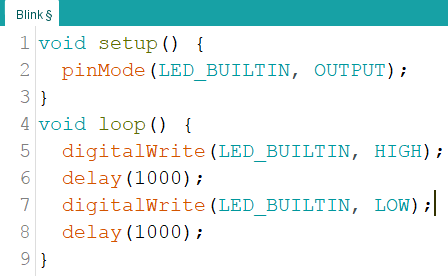 Blink §
1 void setup() {
2   pinMode(LED_BUILTIN, OUTPUT);
3 }
4 void loop() {
5   digitalWrite(LED_BUILTIN, HIGH);
6   delay(1000);
7   digitalWrite(LED_BUILTIN, LOW);
8   delay(1000);
9 }